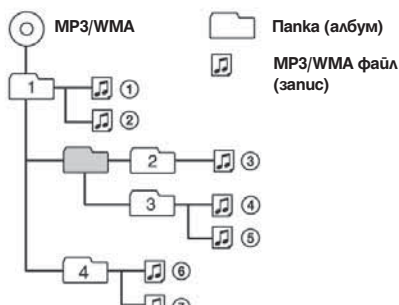 MP3/WMA
Папка (албум)
MP3/WMA файл
(запис)
1
①
②
2
③
3
④
⑤
4
⑥